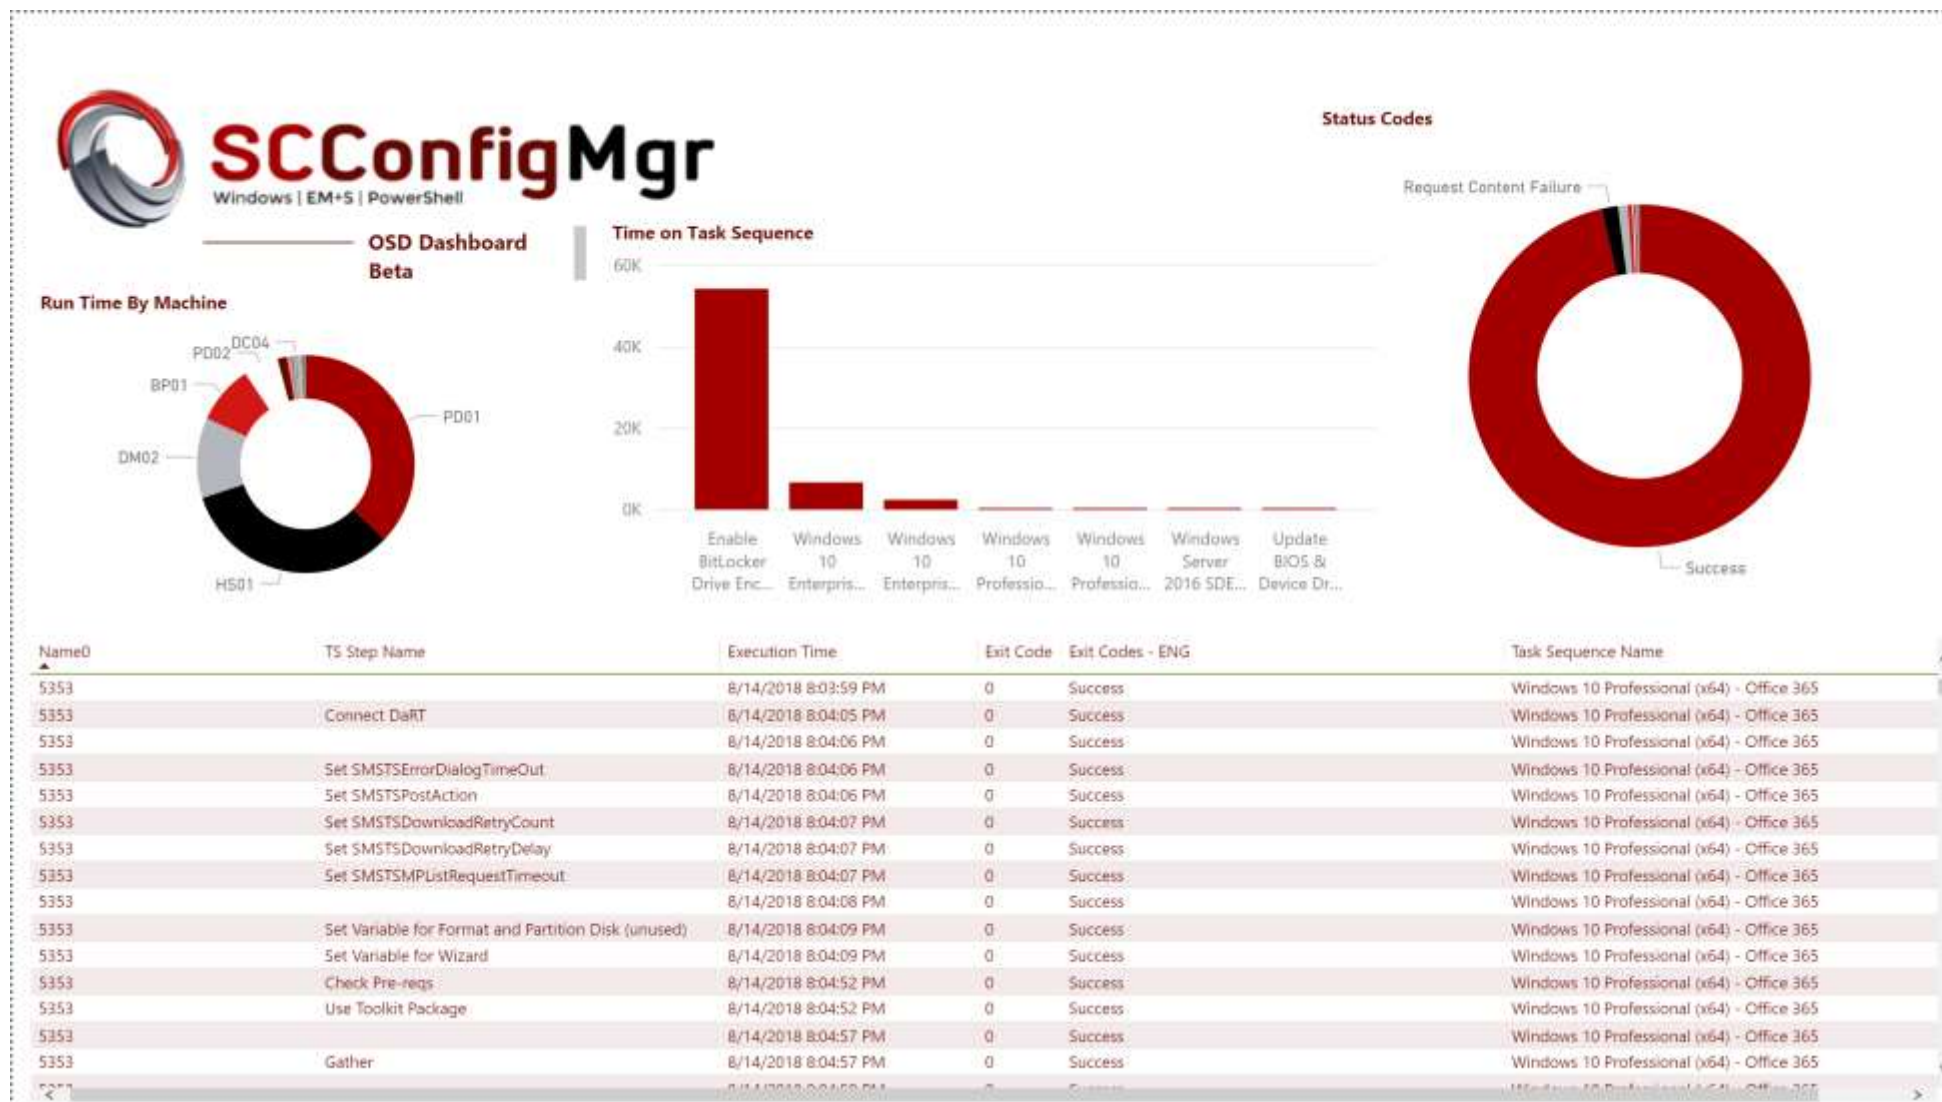 SCConfigMgr
Windows | EM+S | PowerShell
OSD Dashboard
Beta
Run Time By Machine
DC04
PD02
BP01
PD01
DM02
HS01
Time on Task Sequence
60K
40K
20K
0K
Enable BitLocker Drive Enc...
Windows 10 Enterpris...
Windows 10 Enterpris...
Windows 10 Professio...
Windows 10 Professio...
Windows Server 2016 SDE...
Update BIOS & Device Dr...
Status Codes
Request Content Failure
Success
Name0 TS Step Name Execution Time Exit Code Exit Codes - ENG Task Sequence Name
5353 8/14/2018 8:03:59 PM 0 Success Windows 10 Professional (x64) - Office 365
5353 Connect DaRT 8/14/2018 8:04:05 PM 0 Success Windows 10 Professional (x64) - Office 365
5353 8/14/2018 8:04:06 PM 0 Success Windows 10 Professional (x64) - Office 365
5353 Set SMSTSErrorDialogTimeOut 8/14/2018 8:04:06 PM 0 Success Windows 10 Professional (x64) - Office 365
5353 Set SMSTSPostAction 8/14/2018 8:04:06 PM 0 Success Windows 10 Professional (x64) - Office 365
5353 Set SMSTSDownloadRetryCount 8/14/2018 8:04:07 PM 0 Success Windows 10 Professional (x64) - Office 365
5353 Set SMSTSDownloadRetryDelay 8/14/2018 8:04:07 PM 0 Success Windows 10 Professional (x64) - Office 365
5353 Set SMSTSMPListRequestTimeout 8/14/2018 8:04:07 PM 0 Success Windows 10 Professional (x64) - Office 365
5353 8/14/2018 8:04:08 PM 0 Success Windows 10 Professional (x64) - Office 365
5353 Set Variable for Format and Partition Disk (unused) 8/14/2018 8:04:09 PM 0 Success Windows 10 Professional (x64) - Office 365
5353 Set Variable for Wizard 8/14/2018 8:04:09 PM 0 Success Windows 10 Professional (x64) - Office 365
5353 Check Pre-reqs 8/14/2018 8:04:52 PM 0 Success Windows 10 Professional (x64) - Office 365
5353 Use Toolkit Package 8/14/2018 8:04:52 PM 0 Success Windows 10 Professional (x64) - Office 365
5353 8/14/2018 8:04:57 PM 0 Success Windows 10 Professional (x64) - Office 365
5353 Gather 8/14/2018 8:04:57 PM 0 Success Windows 10 Professional (x64) - Office 365